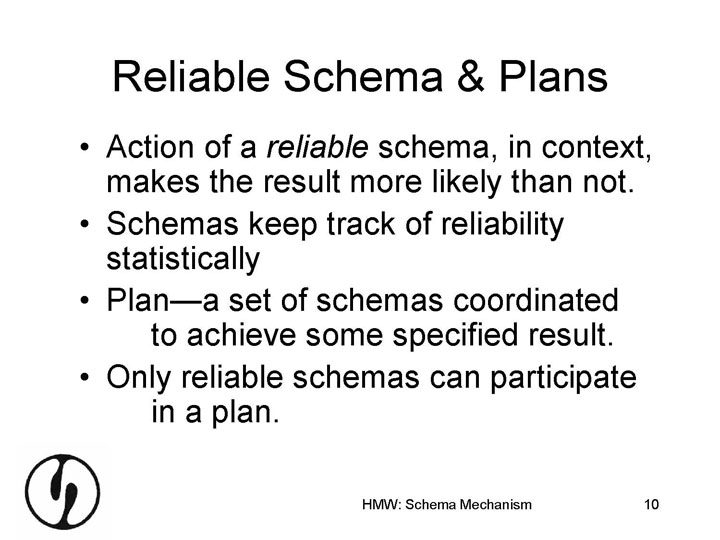 Reliable Schema & Plans
• Action of a reliable schema, in context,
makes the result more likely than not.
• Schemas keep track of reliability
statistically
• Plan—a set of schemas coordinated
to achieve some specified result.
• Only reliable schemas can participate
in a plan.
HMW: Schema Mechanism
10